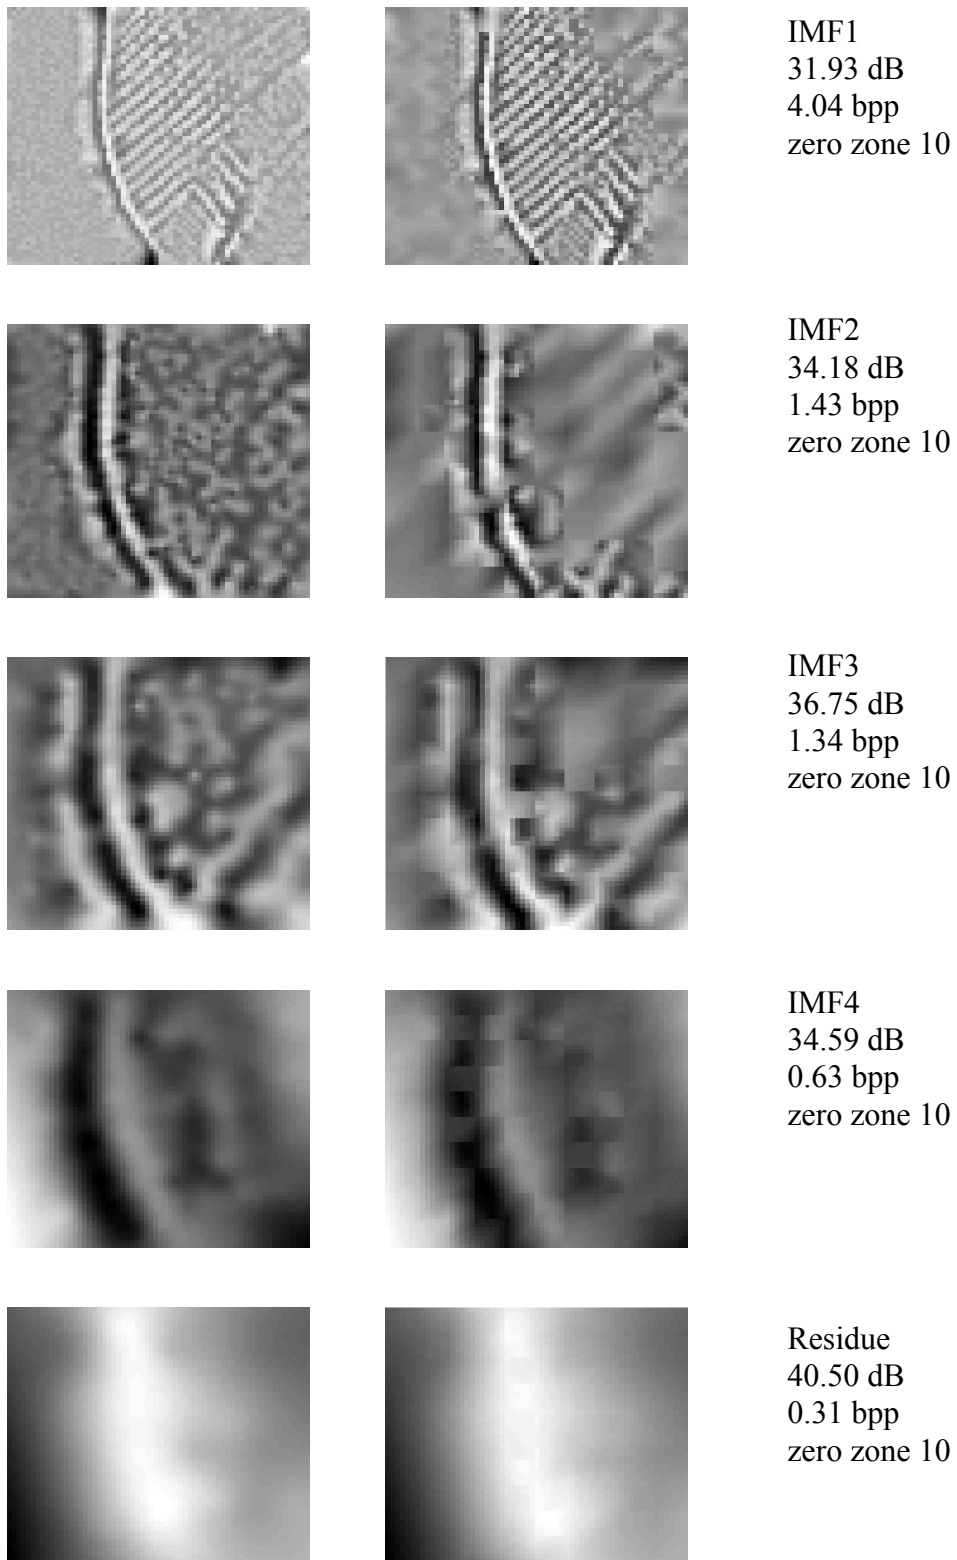 IMF1
31.93 dB
4.04 bpp
zero zone 10
IMF2
34.18 dB
1.43 bpp
zero zone 10
IMF3
36.75 dB
1.34 bpp
zero zone 10
IMF4
34.59 dB
0.63 bpp
zero zone 10
Residue
40.50 dB
0.31 bpp
zero zone 10